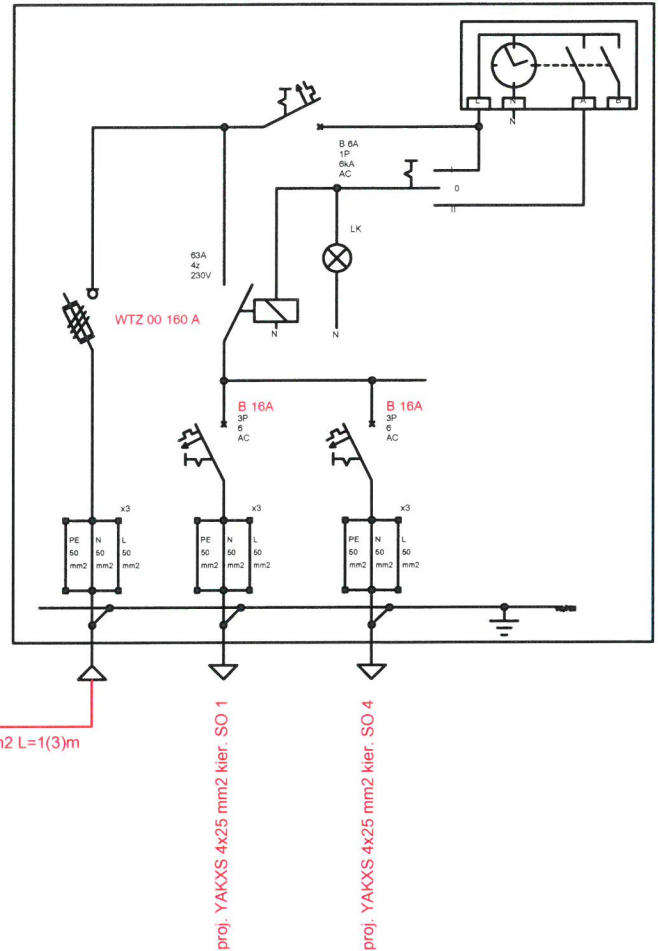 L
N
A
B
N
B 6A
1P
6kA
AC
I
0
II
LK
63A
4z
230V
N
N
WTZ 00 160 A
B 16A
3P
6
AC
B 16A
3P
6
AC
x3
PE
50
mm2
N
50
mm2
L
50
mm2
x3
PE
50
mm2
N
50
mm2
L
50
mm2
x3
PE
50
mm2
N
50
mm2
L
50
mm2
L=1(3)m
proj. YAKXS 4x25 mm2 kier. SO 1
proj. YAKXS 4x25 mm2 kier. SO 4